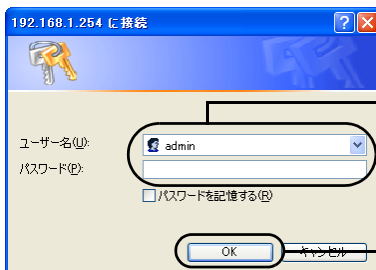 192.168.1.254 に接続
ユーザー名(U):
admin
パスワード(P):
パスワードを記憶する(R)
OK
キャンセル